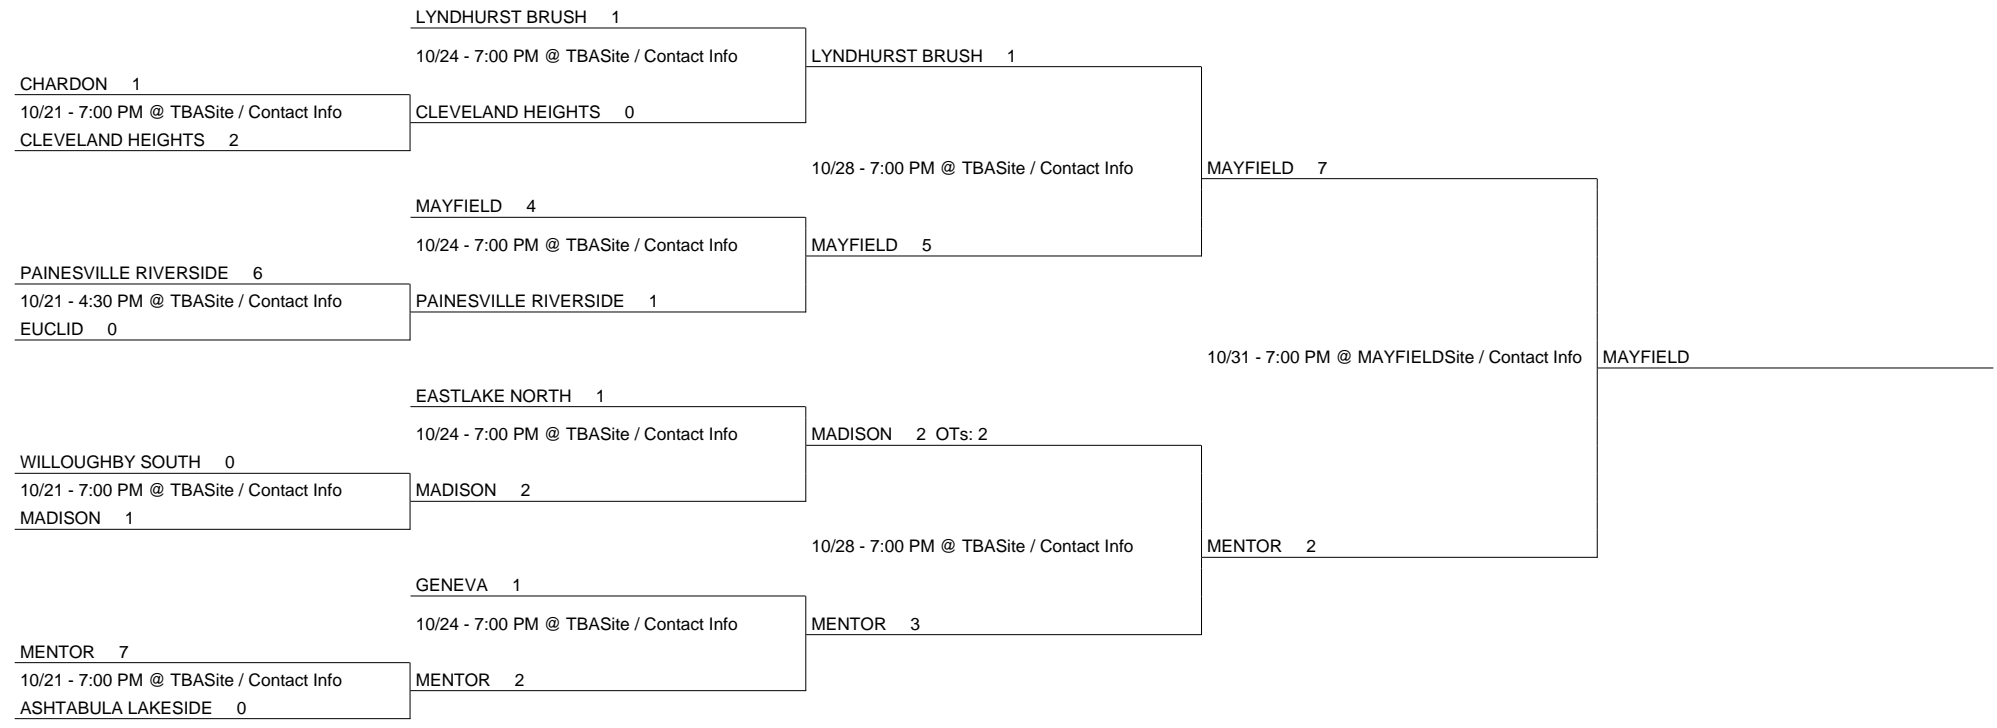 LYNDHURST BRUSH 1
10/24 - 7:00 PM @ TBASite / Contact Info
LYNDHURST BRUSH 1
CHARDON 1
10/21 - 7:00 PM @ TBASite / Contact Info
CLEVELAND HEIGHTS 0
CLEVELAND HEIGHTS 2
10/28 - 7:00 PM @ TBASite / Contact Info
MAYFIELD 7
MAYFIELD 4
10/24 - 7:00 PM @ TBASite / Contact Info
MAYFIELD 5
PAINESVILLE RIVERSIDE 6
10/21 - 4:30 PM @ TBASite / Contact Info
PAINESVILLE RIVERSIDE 1
EUCLID 0
10/31 - 7:00 PM @ MAYFIELDSite / Contact Info
MAYFIELD
EASTLAKE NORTH 1
10/24 - 7:00 PM @ TBASite / Contact Info
MADISON 2 OTs: 2
WILLOUGHBY SOUTH 0
10/21 - 7:00 PM @ TBASite / Contact Info
MADISON 2
MADISON 1
10/28 - 7:00 PM @ TBASite / Contact Info
MENTOR 2
GENEVA 1
10/24 - 7:00 PM @ TBASite / Contact Info
MENTOR 3
MENTOR 7
10/21 - 7:00 PM @ TBASite / Contact Info
MENTOR 2
ASHTABULA LAKESIDE 0